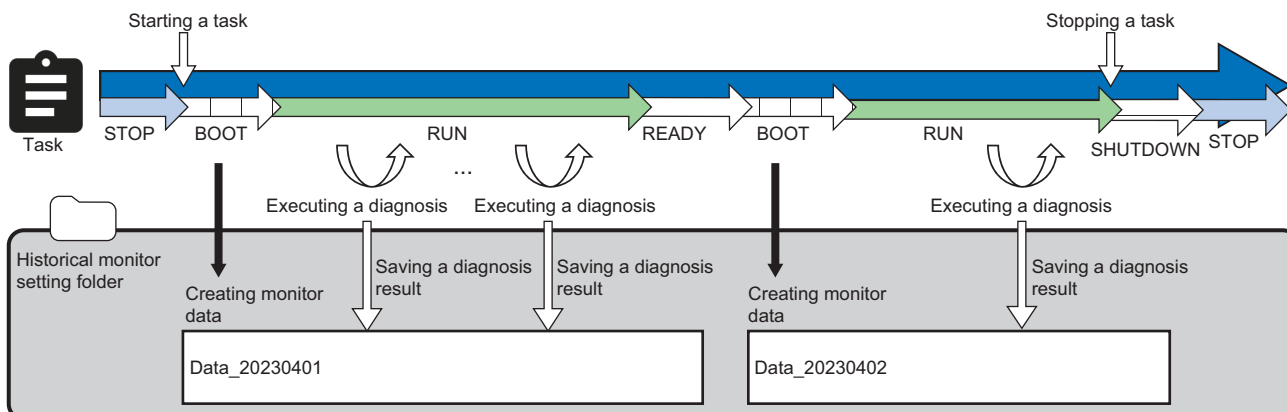 Starting a task
Stopping a task
Task
STOP
BOOT
RUN
READY
BOOT
RUN
SHUTDOWN
STOP
...
Executing a diagnosis
Executing a diagnosis
Executing a diagnosis
Historical monitor
setting folder
Creating monitor
data
Saving a diagnosis
result
Saving a diagnosis
result
Creating monitor
data
Saving a diagnosis
result
Data_20230401
Data_20230402